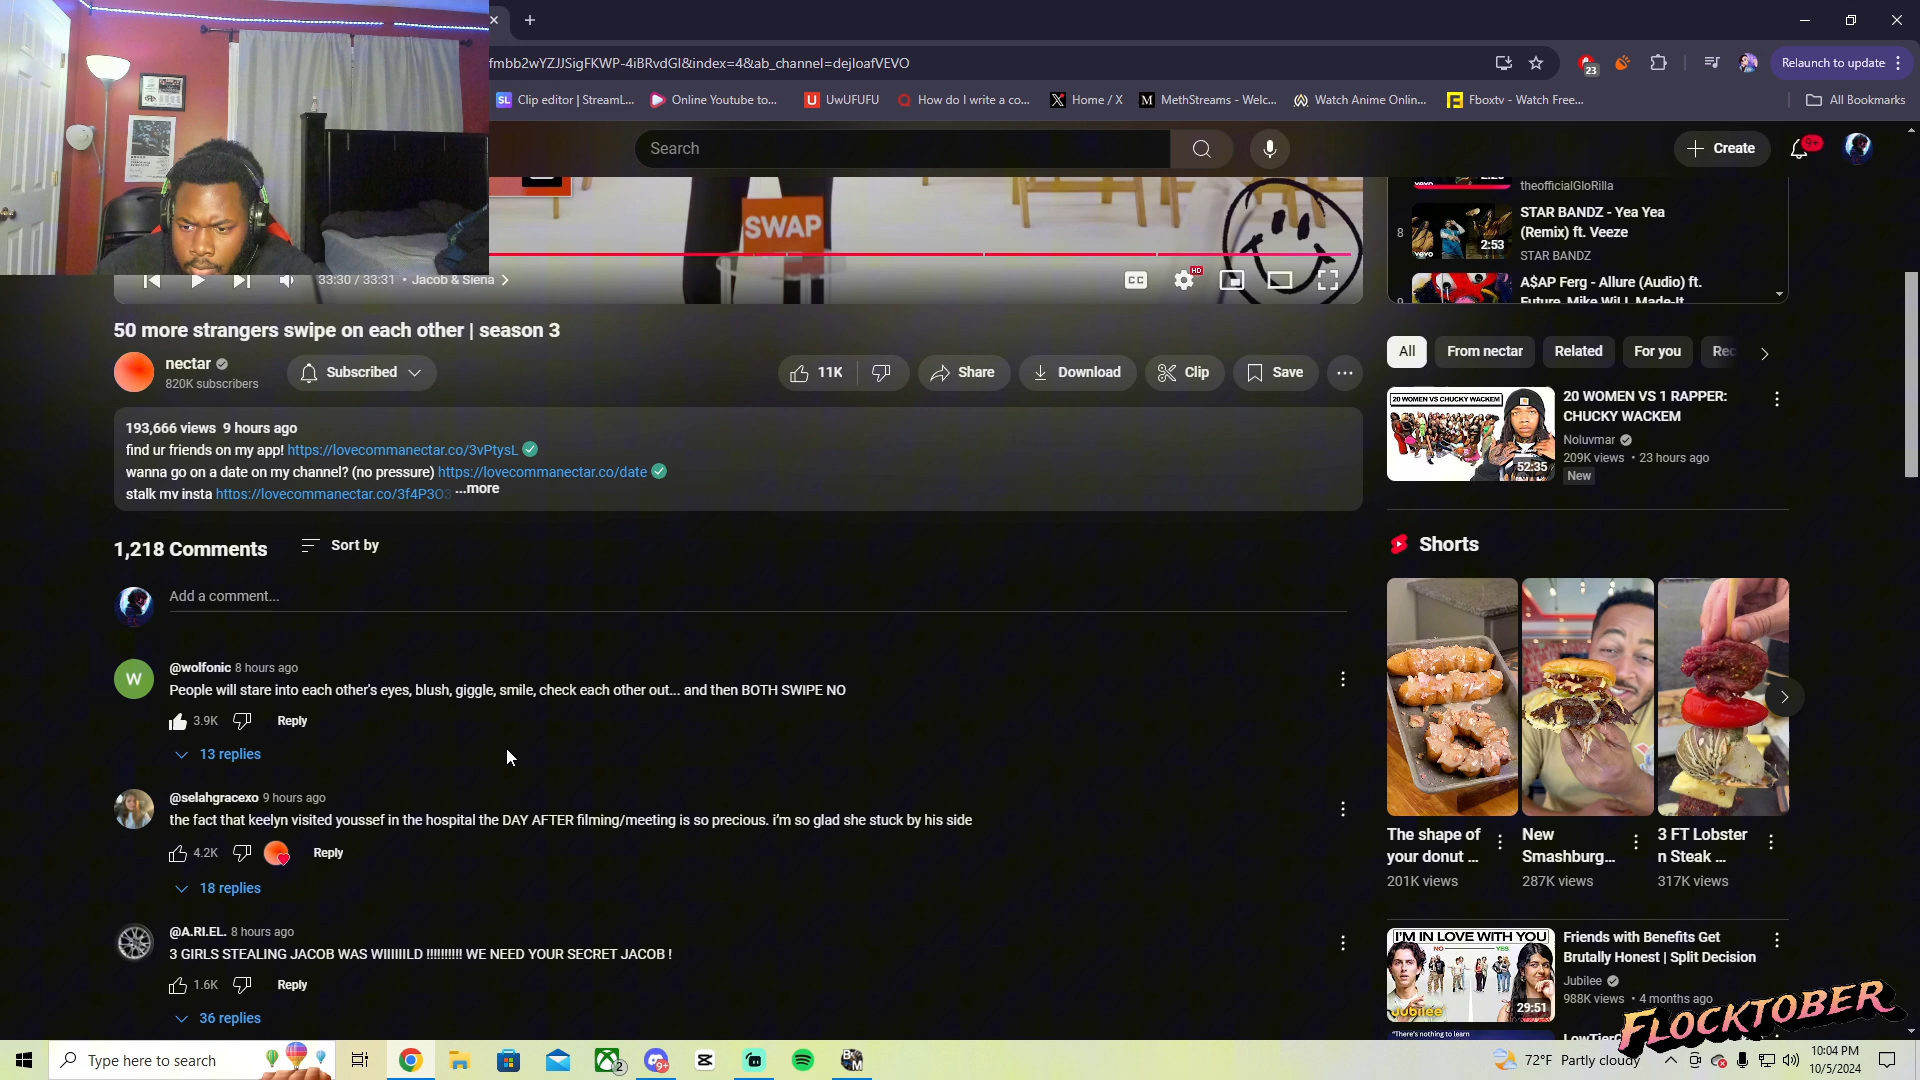 fmbb2wYZJJSigFKWP-4iBRvdGI&index=4&ab_channel=dejloafVEVO
23
Relaunch to update
SL Clip editor | StreamL...
Online Youtube to...
U UwUFUFU
How do I write a co...
Home / X
M MethStreams - Welc...
Watch Anime Onlin...
Fboxtv - Watch Free...
All Bookmarks
Search
Create
9+
SWAP
33:30 / 33:31 • Jacob & Siena
CC
HD
theofficialGloRilla
8
STAR BANDZ - Yea Yea
(Remix) ft. Veeze
2:53
STAR BANDZ
A$AP Ferg - Allure (Audio) ft.
Future, Mike WiLL Made-It
50 more strangers swipe on each other | season 3
nectar
820K subscribers
Subscribed
11K
Share
Download
Clip
Save
193,666 views 9 hours ago
find ur friends on my app! https://lovecommanectar.co/3vPtysL
wanna go on a date on my channel? (no pressure) https://lovecommanectar.co/date
stalk my insta https://lovecommanectar.co/3f4P3O3
...more
1,218 Comments
Sort by
Add a comment...
W
@wolfonic 8 hours ago
People will stare into each other's eyes, blush, giggle, smile, check each other out... and then BOTH SWIPE NO
3.9K
Reply
13 replies
@selahgracexo 9 hours ago
the fact that keelyn visited youssef in the hospital the DAY AFTER filming/meeting is so precious. i'm so glad she stuck by his side
4.2K
Reply
18 replies
@A.RI.EL. 8 hours ago
3 GIRLS STEALING JACOB WAS WIIIIIILD !!!!!!!!!! WE NEED YOUR SECRET JACOB !
1.6K
Reply
36 replies
All
From nectar
Related
For you
Rec
20 WOMEN VS CHUCKY WACKEM
52:35
20 WOMEN VS 1 RAPPER:
CHUCKY WACKEM
Noluvmar
209K views • 23 hours ago
New
Shorts
The shape of
your donut ...
201K views
New
Smashburg...
287K views
3 FT Lobster
n Steak ...
317K views
I'M IN LOVE WITH YOU
NO
YES
Jubilee
29:51
Friends with Benefits Get
Brutally Honest | Split Decision
Jubilee
988K views • 4 months ago
"There's nothing to learn
FLOCKTOBER
Type here to search
2
9+
72°F Partly cloudy
10:04 PM
10/5/2024